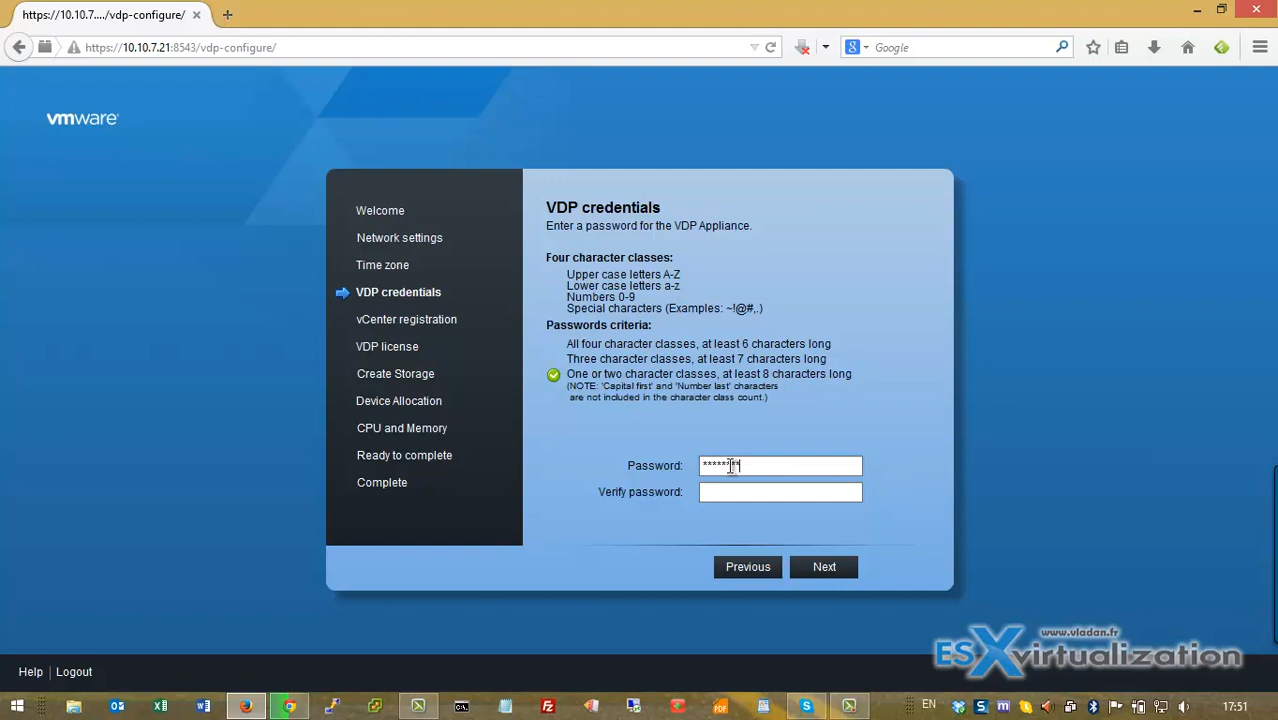 https://10.10.7..../vdp-configure/
https://10.10.7.21:8543/vdp-configure/
Google
vmware
Welcome
Network settings
Time zone
VDP credentials
vCenter registration
VDP license
Create Storage
Device Allocation
CPU and Memory
Ready to complete
Complete
VDP credentials
Enter a password for the VDP Appliance.
Four character classes:
Upper case letters A-Z
Lower case letters a-z
Numbers 0-9
Special characters (Examples: ~!@#,.)
Passwords criteria:
All four character classes, at least 6 characters long
Three character classes, at least 7 characters long
One or two character classes, at least 8 characters long
(NOTE: 'Capital first' and 'Number last' characters
are not included in the character class count.)
Password: ********
Verify password:
Previous
Next
www.vladan.fr
ESXvirtualization
Help
Logout
EN
17:51